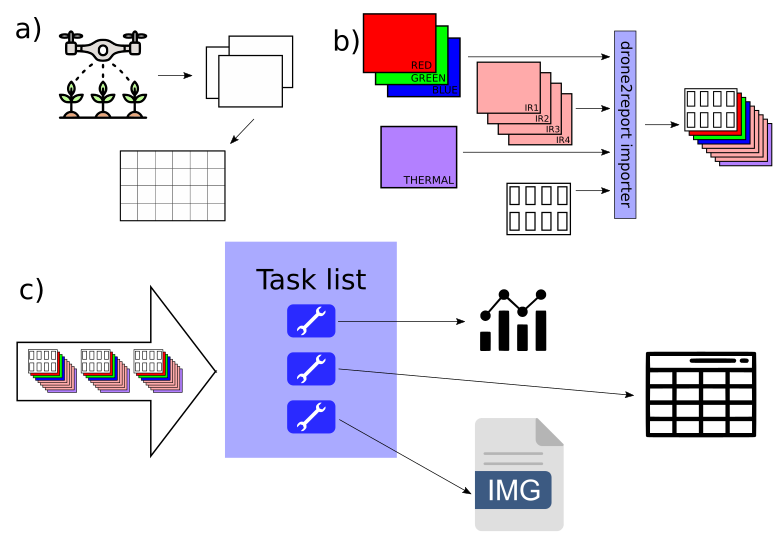 a)
b)
RED
GREEN
BLUE
IR1
IR2
IR3
IR4
THERMAL
drone2report importer
c)
Task list
IMG